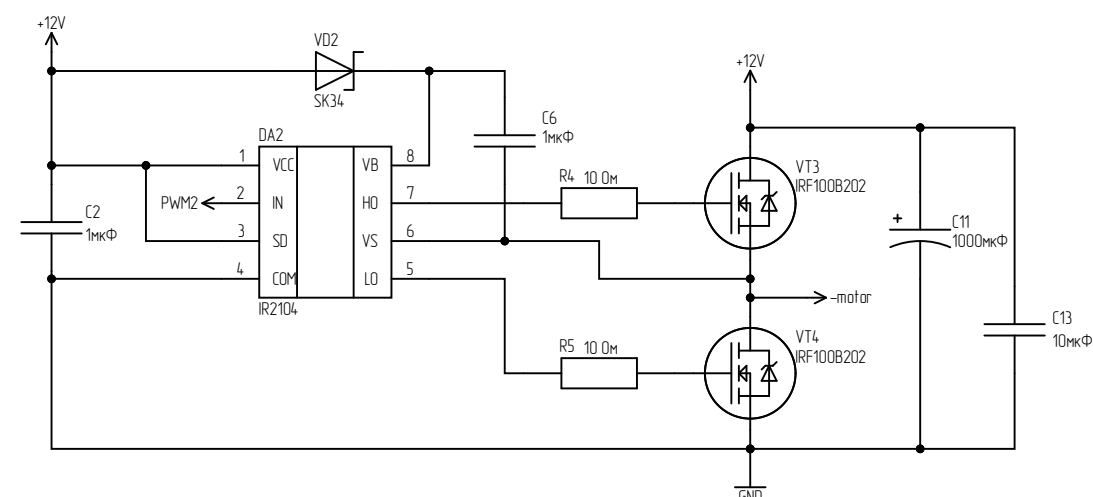 +12V
VD2
SK34
+12V
C6
1мкФ
DA2
1
VCC
VB
8
PWM2
2
IN
HO
7
3
SD
VS
6
4
COM
LO
5
IR2104
C2
1мкФ
R4 10 Ом
VT3
IRF100B202
+
C11
1000мкФ
-motor
C13
10мкФ
R5 10 Ом
VT4
IRF100B202
GND